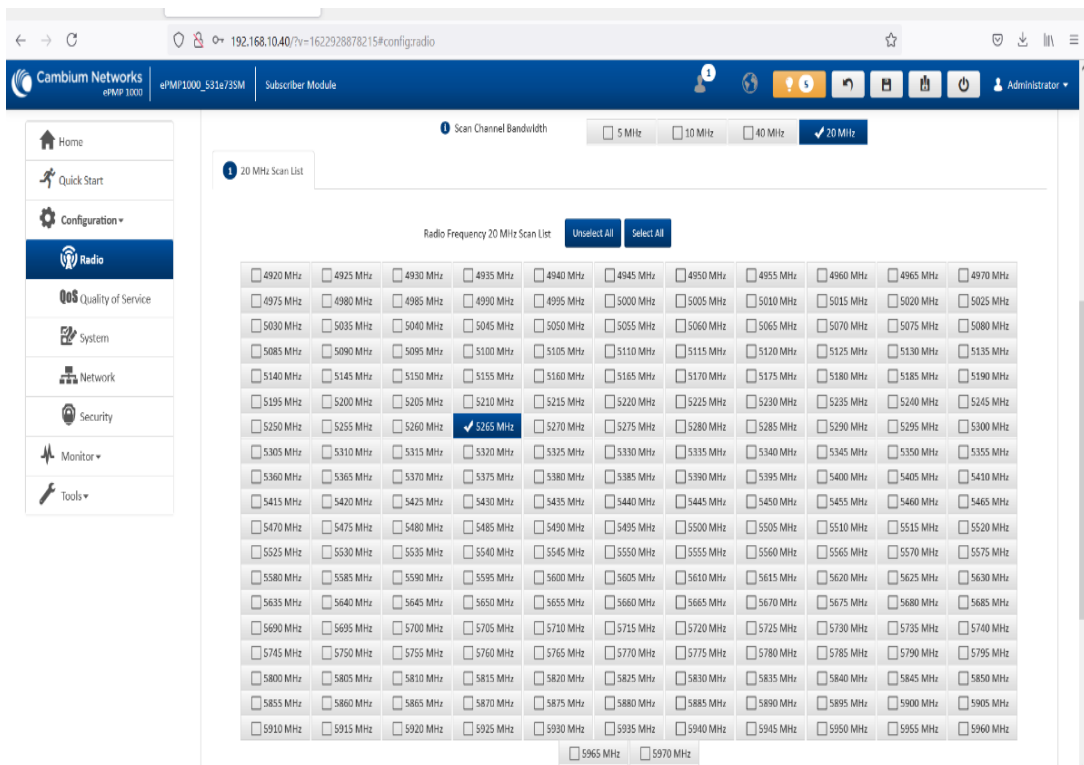 192.168.10.40/?v=1622928878215#config:radio
Cambium Networks
ePMP 1000
ePMP1000_531e73SM
Subscriber Module
1
5
Administrator
i Scan Channel Bandwidth 5 MHz 10 MHz 40 MHz 20 MHz
Home
Quick Start
Configuration
Radio
QoS Quality of Service
System
Network
Security
Monitor
Tools
1 20 MHz Scan List
Radio Frequency 20 MHz Scan List Unselect All Select All
4920 MHz 4925 MHz 4930 MHz 4935 MHz 4940 MHz 4945 MHz 4950 MHz 4955 MHz 4960 MHz 4965 MHz 4970 MHz
4975 MHz 4980 MHz 4985 MHz 4990 MHz 4995 MHz 5000 MHz 5005 MHz 5010 MHz 5015 MHz 5020 MHz 5025 MHz
5030 MHz 5035 MHz 5040 MHz 5045 MHz 5050 MHz 5055 MHz 5060 MHz 5065 MHz 5070 MHz 5075 MHz 5080 MHz
5085 MHz 5090 MHz 5095 MHz 5100 MHz 5105 MHz 5110 MHz 5115 MHz 5120 MHz 5125 MHz 5130 MHz 5135 MHz
5140 MHz 5145 MHz 5150 MHz 5155 MHz 5160 MHz 5165 MHz 5170 MHz 5175 MHz 5180 MHz 5185 MHz 5190 MHz
5195 MHz 5200 MHz 5205 MHz 5210 MHz 5215 MHz 5220 MHz 5225 MHz 5230 MHz 5235 MHz 5240 MHz 5245 MHz
5250 MHz 5255 MHz 5260 MHz 5265 MHz 5270 MHz 5275 MHz 5280 MHz 5285 MHz 5290 MHz 5295 MHz 5300 MHz
5305 MHz 5310 MHz 5315 MHz 5320 MHz 5325 MHz 5330 MHz 5335 MHz 5340 MHz 5345 MHz 5350 MHz 5355 MHz
5360 MHz 5365 MHz 5370 MHz 5375 MHz 5380 MHz 5385 MHz 5390 MHz 5395 MHz 5400 MHz 5405 MHz 5410 MHz
5415 MHz 5420 MHz 5425 MHz 5430 MHz 5435 MHz 5440 MHz 5445 MHz 5450 MHz 5455 MHz 5460 MHz 5465 MHz
5470 MHz 5475 MHz 5480 MHz 5485 MHz 5490 MHz 5495 MHz 5500 MHz 5505 MHz 5510 MHz 5515 MHz 5520 MHz
5525 MHz 5530 MHz 5535 MHz 5540 MHz 5545 MHz 5550 MHz 5555 MHz 5560 MHz 5565 MHz 5570 MHz 5575 MHz
5580 MHz 5585 MHz 5590 MHz 5595 MHz 5600 MHz 5605 MHz 5610 MHz 5615 MHz 5620 MHz 5625 MHz 5630 MHz
5635 MHz 5640 MHz 5645 MHz 5650 MHz 5655 MHz 5660 MHz 5665 MHz 5670 MHz 5675 MHz 5680 MHz 5685 MHz
5690 MHz 5695 MHz 5700 MHz 5705 MHz 5710 MHz 5715 MHz 5720 MHz 5725 MHz 5730 MHz 5735 MHz 5740 MHz
5745 MHz 5750 MHz 5755 MHz 5760 MHz 5765 MHz 5770 MHz 5775 MHz 5780 MHz 5785 MHz 5790 MHz 5795 MHz
5800 MHz 5805 MHz 5810 MHz 5815 MHz 5820 MHz 5825 MHz 5830 MHz 5835 MHz 5840 MHz 5845 MHz 5850 MHz
5855 MHz 5860 MHz 5865 MHz 5870 MHz 5875 MHz 5880 MHz 5885 MHz 5890 MHz 5895 MHz 5900 MHz 5905 MHz
5910 MHz 5915 MHz 5920 MHz 5925 MHz 5930 MHz 5935 MHz 5940 MHz 5945 MHz 5950 MHz 5955 MHz 5960 MHz
5965 MHz 5970 MHz